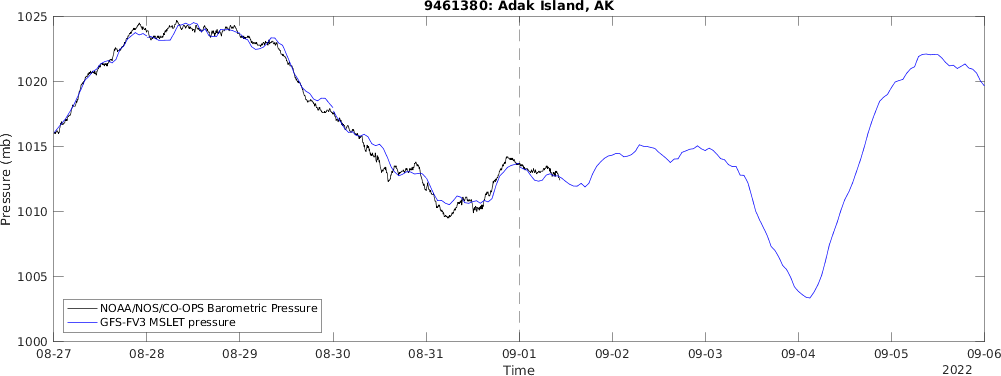 9461380: Adak Island, AK
Pressure (mb)
1025
1020
1015
1010
1005
1000
NOAA/NOS/CO-OPS Barometric Pressure
GFS-FV3 MSLET pressure
08-27 08-28 08-29 08-30 08-31 09-01 09-02 09-03 09-04 09-05 09-06
Time
2022